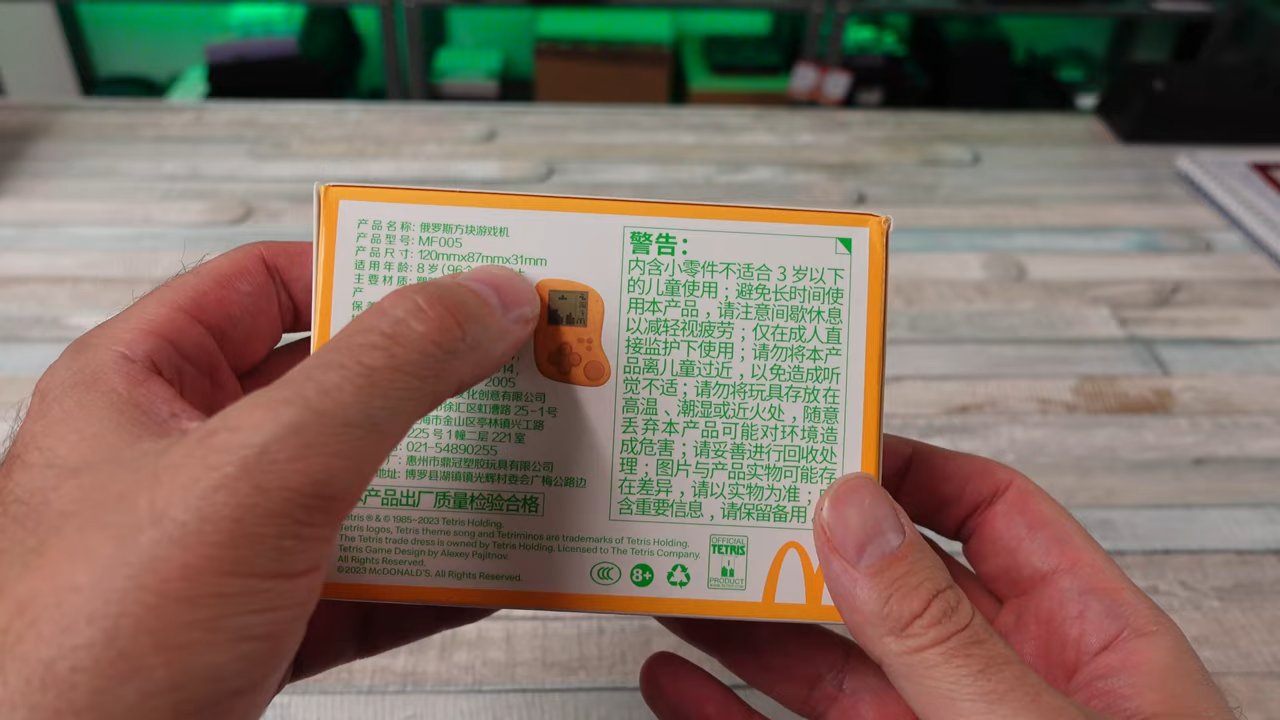 产品名称: 俄罗斯方块游戏机
产品型号: MF005
产品尺寸: 120mmx87mmx31mm
适用年龄: 8岁(96
主要材质:
产
保养
14,
2005
文化创意有限公司
市徐汇区虹漕路 25-1号
海市金山区亭林镇兴工路
225号1幢二层 221室
021-54890255
惠州市鼎冠塑胶玩具有限公司
地址: 博罗县湖镇镇光辉村委会广梅公路边
产品出厂质量检验合格
Tetris ® & © 1985~2023 Tetris Holding.
Tetris logos, Tetris theme song and Tetriminos are trademarks of Tetris Holding.
The Tetris trade dress is owned by Tetris Holding. Licensed to The Tetris Company.
Tetris Game Design by Alexey Pajitnov.
All Rights Reserved.
©2023 McDONALD'S. All Rights Reserved.
警告:
内含小零件不适合 3 岁以下
的儿童使用;避免长时间使
用本产品,请注意间歇休息
以减轻视疲劳;仅在成人直
接监护下使用;请勿将本产
品离儿童过近,以免造成听
觉不适;请勿将玩具存放在
高温、潮湿或近火处,随意
丢弃本产品可能对环境造
成危害;请妥善进行回收处
理;图片与产品实物可能存
在差异,请以实物为准;
含重要信息,请保留备用
CCC
8+
OFFICIAL
TETRIS
PRODUCT